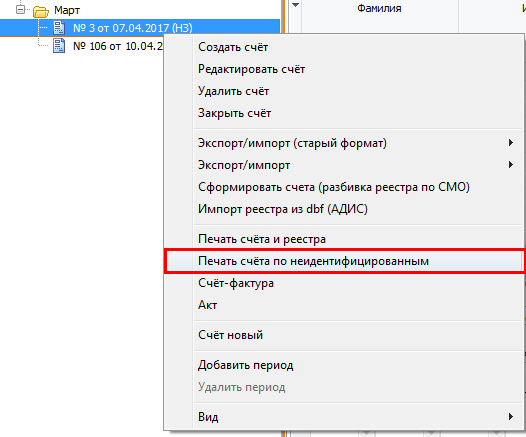 Март
Фамилия
№ 3 от 07.04.2017 (НЗ)
№ 106 от 10.04.2
Создать счёт
Редактировать счёт
Удалить счёт
Закрыть счёт
Экспорт/импорт (старый формат)
Экспорт/импорт
Сформировать счета (разбивка реестра по СМО)
Импорт реестра из dbf (АДИС)
Печать счёта и реестра
Печать счёта по неидентифицированным
Счёт-фактура
Акт
Счёт новый
Добавить период
Удалить период
Вид